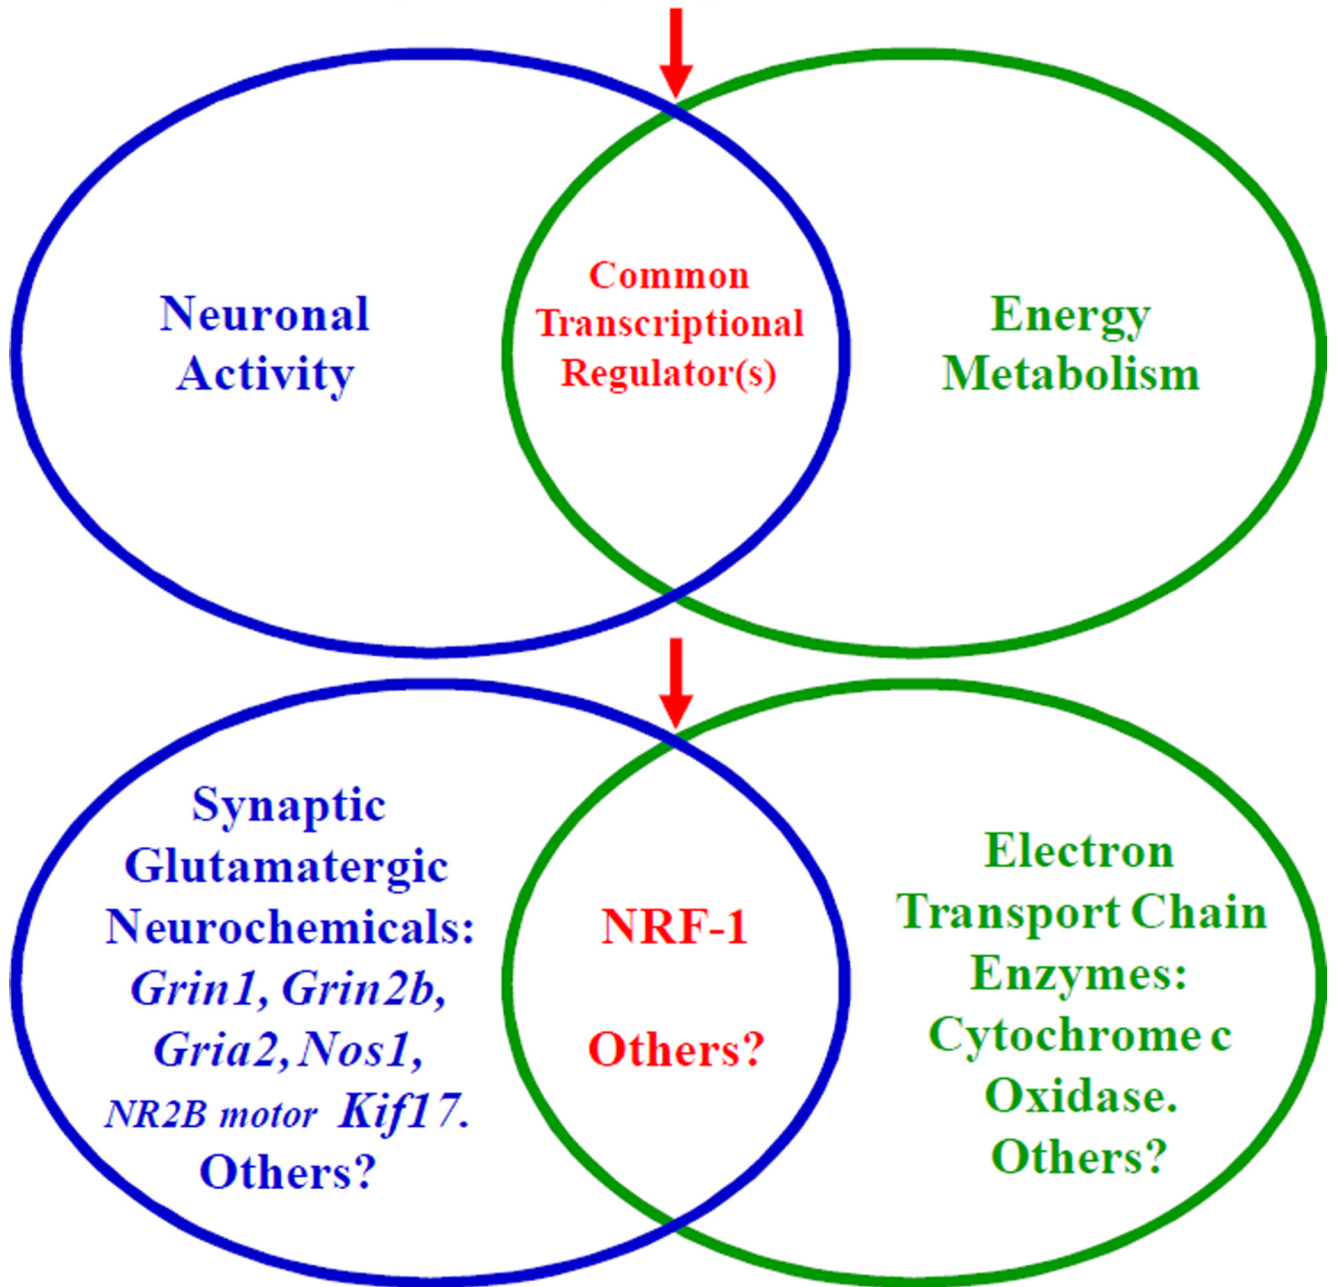 Neuronal
Activity
Common
Transcriptional
Regulator(s)
Energy
Metabolism
Synaptic
Glutamatergic
Neurochemicals:
Grin1, Grin2b,
Gria2, Nos1,
NR2B motor Kif17.
Others?
NRF-1
Others?
Electron
Transport Chain
Enzymes:
Cytochrome c
Oxidase.
Others?